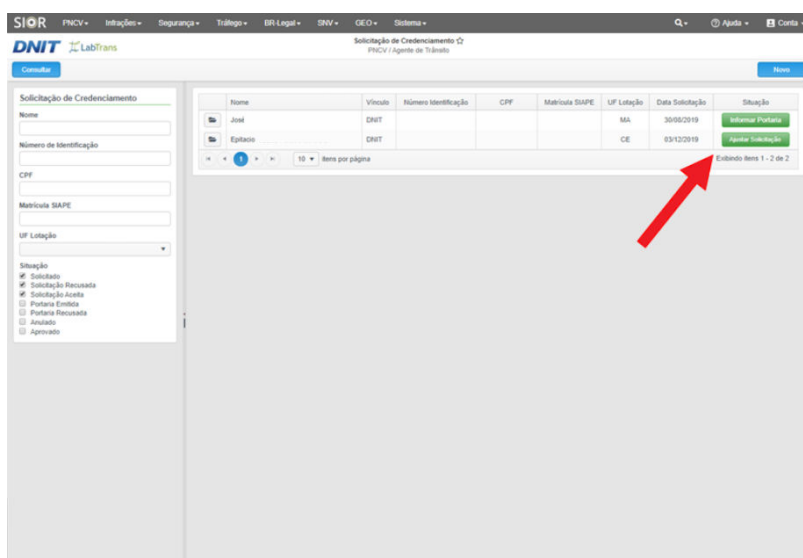 SIOR PNCV Infrações Segurança Tráfego BR-Legal SNV GEO Sistema Ajuda Conta
DNIT LabTrans
Solicitação de Credenciamento
PNCV / Agente de Trânsito
Consultar Novo
Solicitação de Credenciamento
Nome
Número de Identificação
CPF
Matrícula SIAPE
UF Lotação
Situação
Solicitado
Solicitação Recusada
Solicitação Aceita
Portaria Emitida
Portaria Recusada
Anulado
Aprovado
Nome Vínculo Número Identificação CPF Matrícula SIAPE UF Lotação Data Solicitação Situação
José DNIT MA 30/08/2019 Informar Portaria
Epitacio DNIT CE 03/12/2019 Ajustar Solicitação
1 10 itens por página Exibindo itens 1 - 2 de 2